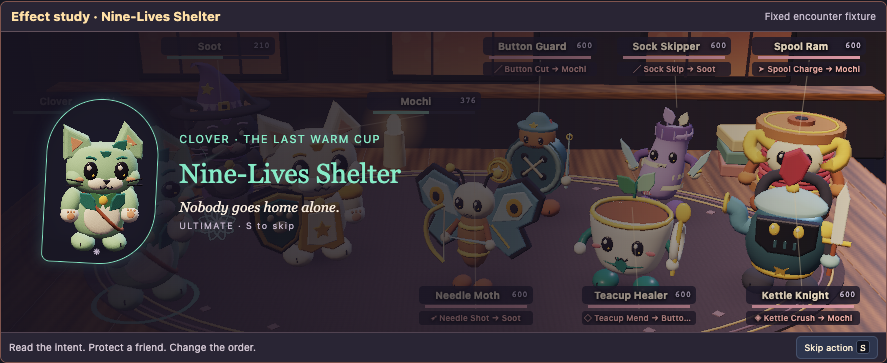 Effect study · Nine-Lives Shelter
Fixed encounter fixture
Soot 210
Button Guard 600
Sock Skipper 600
Spool Ram 600
Button Cut → Mochi
Sock Skip → Soot
Spool Charge → Mochi
Clover
Mochi 376
CLOVER · THE LAST WARM CUP
Nine-Lives Shelter
Nobody goes home alone.
ULTIMATE · S to skip
Needle Moth 600
Teacup Healer 600
Kettle Knight 600
Needle Shot → Soot
Teacup Mend → Butto...
Kettle Crush → Mochi
Read the intent. Protect a friend. Change the order.
Skip action S